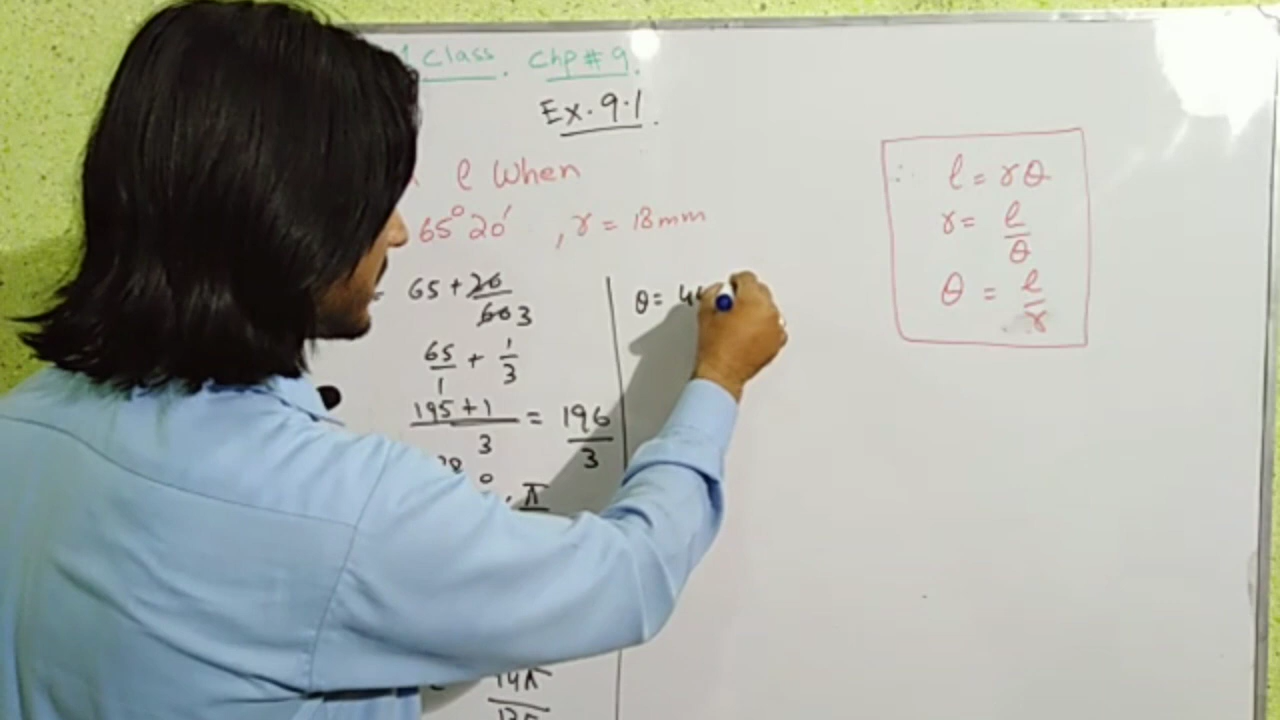 Class. Chp # 9.
Ex. 9.1.
l When
65°20' , r = 18mm
65 + 20/60 3
65/1 + 1/3
195 + 1/3 = 196/3
π
θ = 44
∴ l = rθ
r = l/θ
θ = l/r